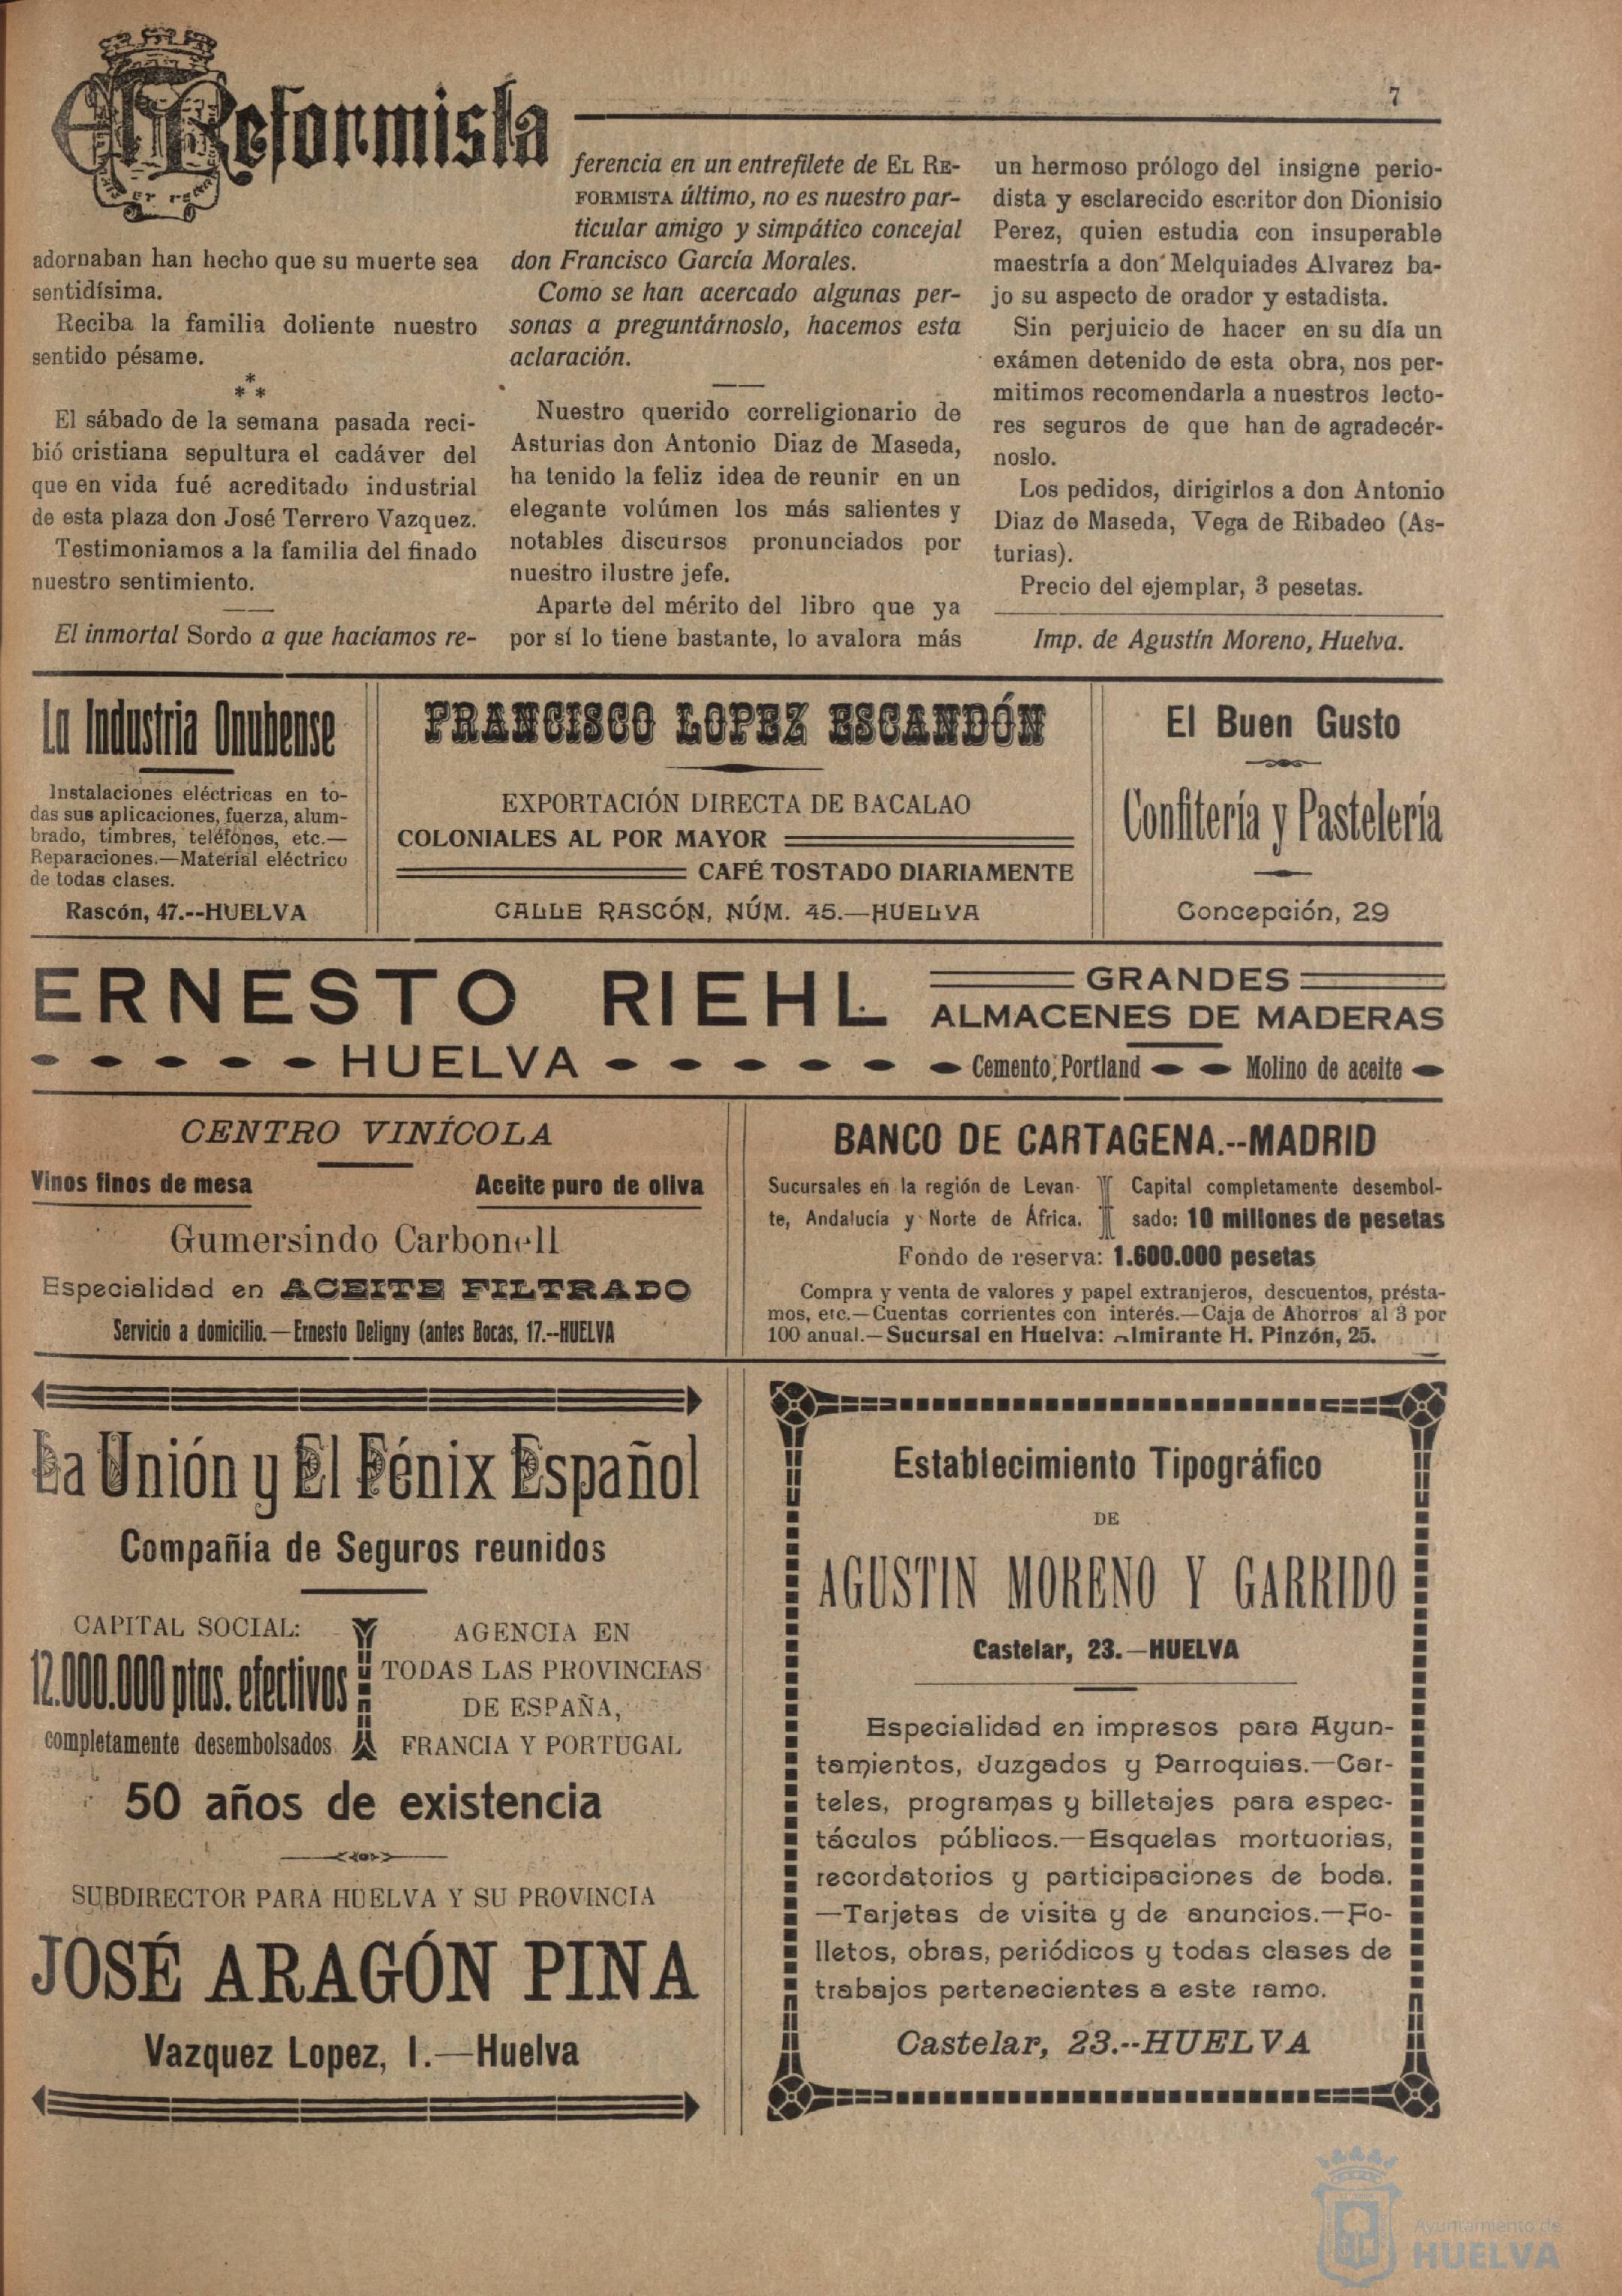 El Reformista
7
adornaban han hecho que su muerte sea
sentidísima.
Reciba la familia doliente nuestro
sentido pésame.
***
El sábado de la semana pasada reci-
bió cristiana sepultura el cadáver del
que en vida fué acreditado industrial
de esta plaza don José Terrero Vazquez.
Testimoniamos a la familia del finado
nuestro sentimiento.
El inmortal Sordo a que hacíamos re-
ferencia en un entrefilete de EL RE-
FORMISTA último, no es nuestro par-
ticular amigo y simpático concejal
don Francisco García Morales.
Como se han acercado algunas per-
sonas a preguntárnoslo, hacemos esta
aclaración.
Nuestro querido correligionario de
Asturias don Antonio Diaz de Maseda,
ha tenido la feliz idea de reunir en un
elegante volúmen los más salientes y
notables discursos pronunciados por
nuestro ilustre jefe.
Aparte del mérito del libro que ya
por sí lo tiene bastante, lo avalora más
un hermoso prólogo del insigne perio-
dista y esclarecido escritor don Dionisio
Perez, quien estudia con insuperable
maestría a don Melquiades Alvarez ba-
jo su aspecto de orador y estadista.
Sin perjuicio de hacer en su día un
exámen detenido de esta obra, nos per-
mitimos recomendarla a nuestros lecto-
res seguros de que han de agradecér-
noslo.
Los pedidos, dirigirlos a don Antonio
Diaz de Maseda, Vega de Ribadeo (As-
turias).
Precio del ejemplar, 3 pesetas.
Imp. de Agustín Moreno, Huelva.
La Industria Onubense
Instalaciones eléctricas en to-
das sus aplicaciones, fuerza, alum-
brado, timbres, teléfonos, etc.—
Reparaciones.—Material eléctrico
de todas clases.
Rascón, 47.--HUELVA
FRANCISCO LOPEZ ESCANDÓN
EXPORTACIÓN DIRECTA DE BACALAO
COLONIALES AL POR MAYOR
CAFÉ TOSTADO DIARIAMENTE
CALLE RASCÓN, NÚM. 45.—HUELVA
El Buen Gusto
Confitería y Pastelería
Concepción, 29
ERNESTO RIEHL
HUELVA
GRANDES
ALMACENES DE MADERAS
Cemento Portland Molino de aceite
CENTRO VINÍCOLA
Vinos finos de mesa Aceite puro de oliva
Gumersindo Carbonell
Especialidad en ACEITE FILTRADO
Servicio a domicilio.—Ernesto Deligny (antes Bocas, 17.--HUELVA
BANCO DE CARTAGENA.--MADRID
Sucursales en la región de Levan-
te, Andalucía y Norte de África.
Capital completamente desembol-
sado: 10 millones de pesetas
Fondo de reserva: 1.600.000 pesetas
Compra y venta de valores y papel extranjeros, descuentos, présta-
mos, etc.—Cuentas corrientes con interés.—Caja de Ahorros al 3 por
100 anual.—Sucursal en Huelva: Almirante H. Pinzón, 25.
La Unión y El Fénix Español
Compañia de Seguros reunidos
CAPITAL SOCIAL:
12.000.000 ptas. efectivos
completamente desembolsados
AGENCIA EN
TODAS LAS PROVINCIAS
DE ESPAÑA,
FRANCIA Y PORTUGAL
50 años de existencia
SUBDIRECTOR PARA HUELVA Y SU PROVINCIA
JOSÉ ARAGÓN PINA
Vazquez Lopez, 1.—Huelva
Establecimiento Tipográfico
DE
AGUSTIN MORENO Y GARRIDO
Castelar, 23.—HUELVA
Especialidad en impresos para Ayun-
tamientos, Juzgados y Parroquias.—Car-
teles, programas y billetajes para espec-
táculos públicos.—Esquelas mortuorias,
recordatorios y participaciones de boda.
—Tarjetas de visita y de anuncios.—Fo-
lletos, obras, periódicos y todas clases de
trabajos pertenecientes a este ramo.
Castelar, 23.--HUELVA
Ayuntamiento de
HUELVA